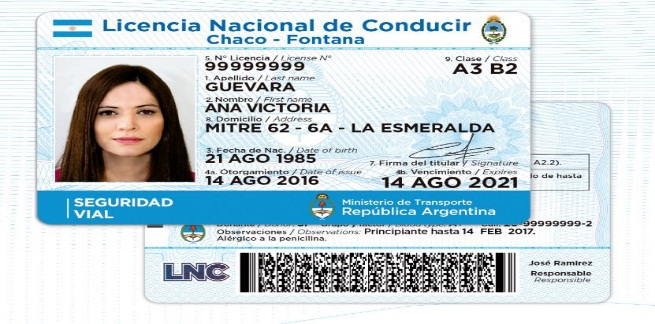 Licencia Nacional de Conducir
Chaco - Fontana
5. N° Licencia / License N°
99999999
9. Clase / Class
A3 B2
1. Apellido / Last name
GUEVARA
2. Nombre / First name
ANA VICTORIA
8. Domicilio / Address
MITRE 62 - 6A - LA ESMERALDA
3. Fecha de Nac. / Date of birth
21 AGO 1985
7. Firma del titular / Signature
4a. Otorgamiento / Date of issue
14 AGO 2016
4b. Vencimiento / Expires
14 AGO 2021
SEGURIDAD
VIAL
Ministerio de Transporte
República Argentina
A2.2).
de hasta
99999999-2
Observaciones / Observations: Principiante hasta 14 FEB 2017.
Alérgico a la penicilina.
LNC
José Ramirez
Responsable
Responsible